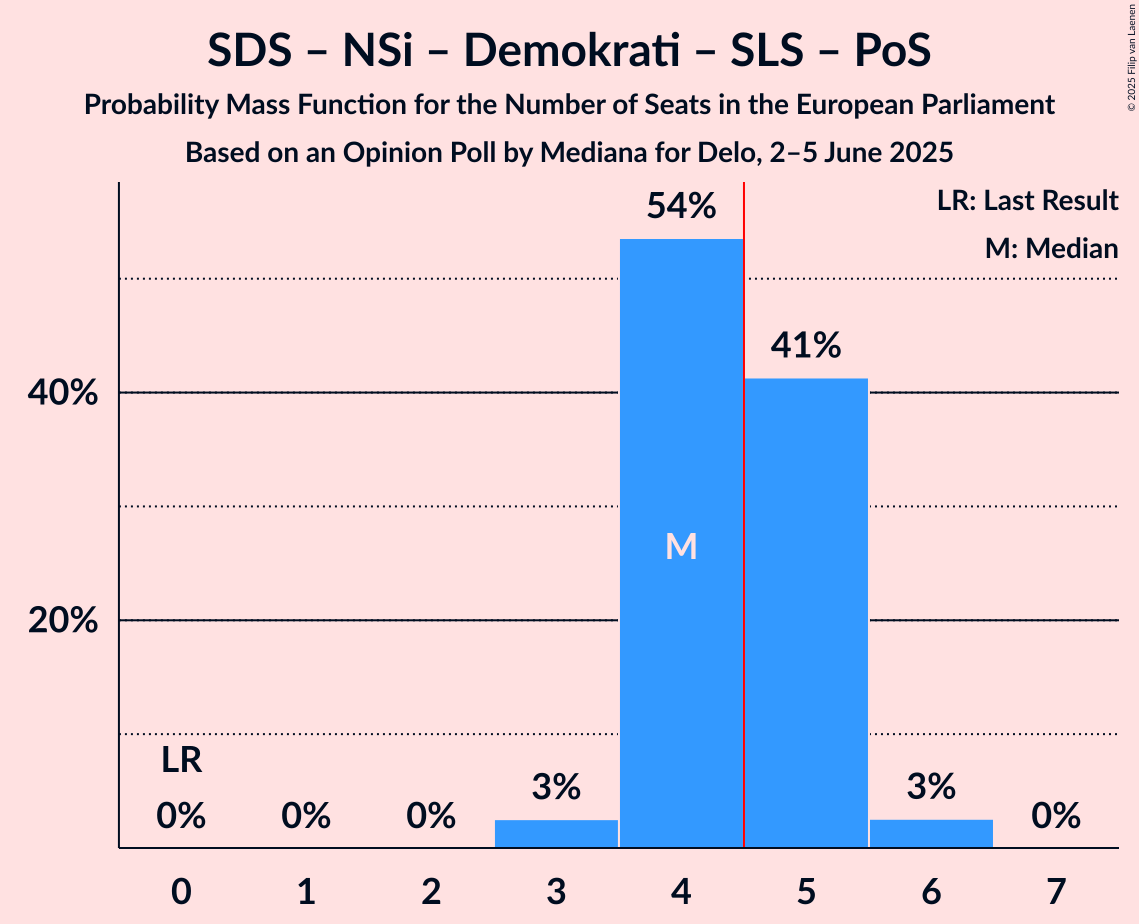 SDS – NSi – Demokrati – SLS – PoS
Probability Mass Function for the Number of Seats in the European Parliament
Based on an Opinion Poll by Mediana for Delo, 2–5 June 2025
© 2025 Filip van Laenen
LR: Last Result
M: Median
54%
41%
40%
M
20%
LR
0%
0%
0%
3%
3%
0%
0 1 2 3 4 5 6 7